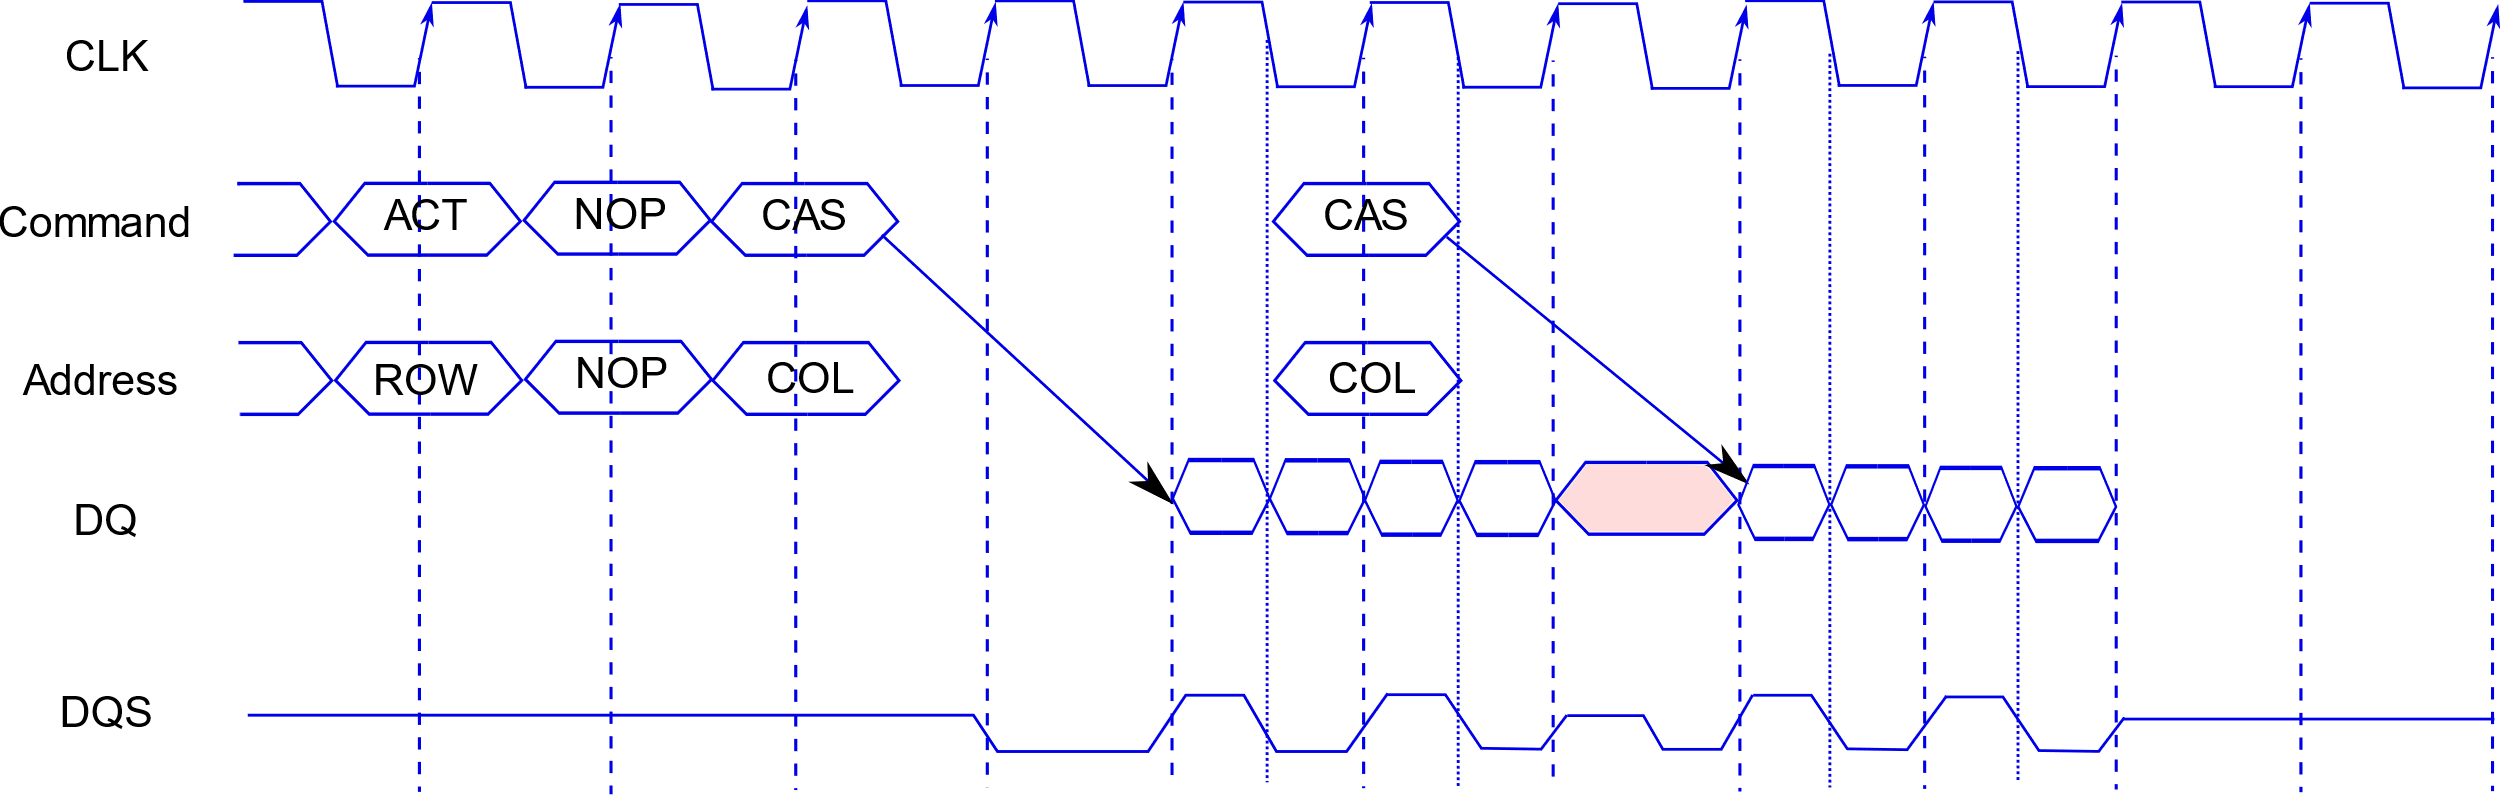 CLK
Command ACT NOP CAS CAS
Address ROW NOP COL COL
DQ
DQS